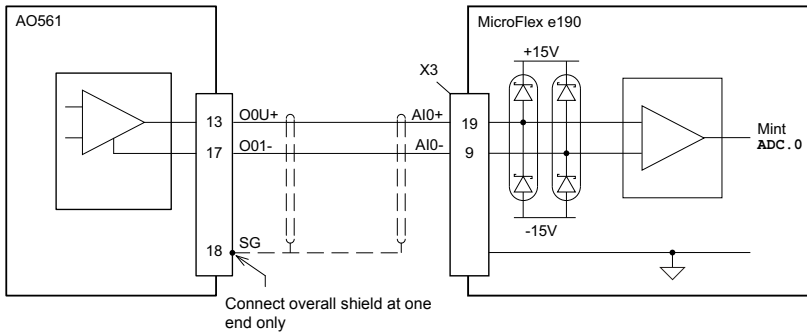 AO561
MicroFlex e190
+15V
X3
13
O0U+
AI0+
19
Mint
ADC.0
17
O01-
AI0-
9
-15V
18
SG
Connect overall shield at one
end only